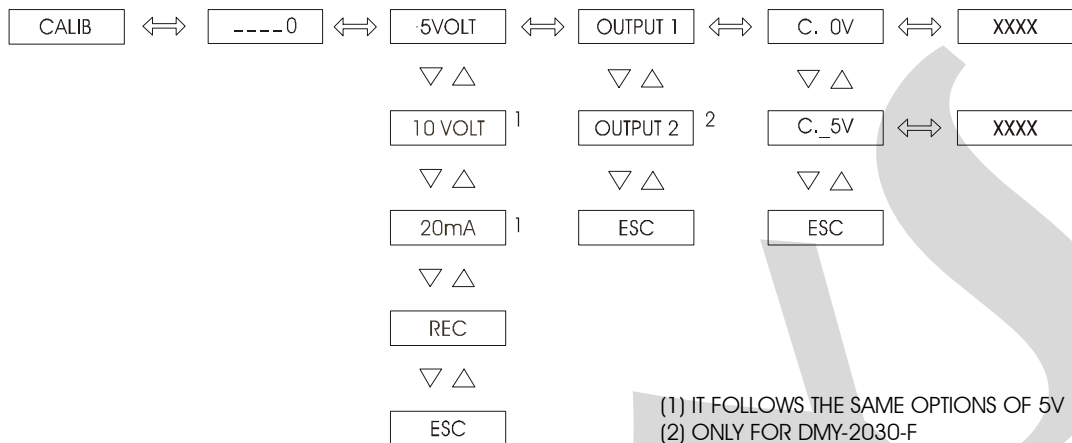 CALIB ----0 5VOLT OUTPUT 1 C. 0V XXXX
10 VOLT 1 OUTPUT 2 2 C._5V XXXX
20mA 1 ESC ESC
REC
ESC
(1) IT FOLLOWS THE SAME OPTIONS OF 5V
(2) ONLY FOR DMY-2030-F